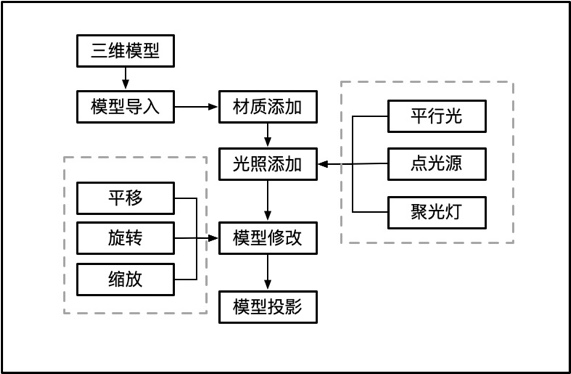 三维模型
模型导入
材质添加
平行光
光照添加
点光源
平移
聚光灯
旋转
模型修改
缩放
模型投影